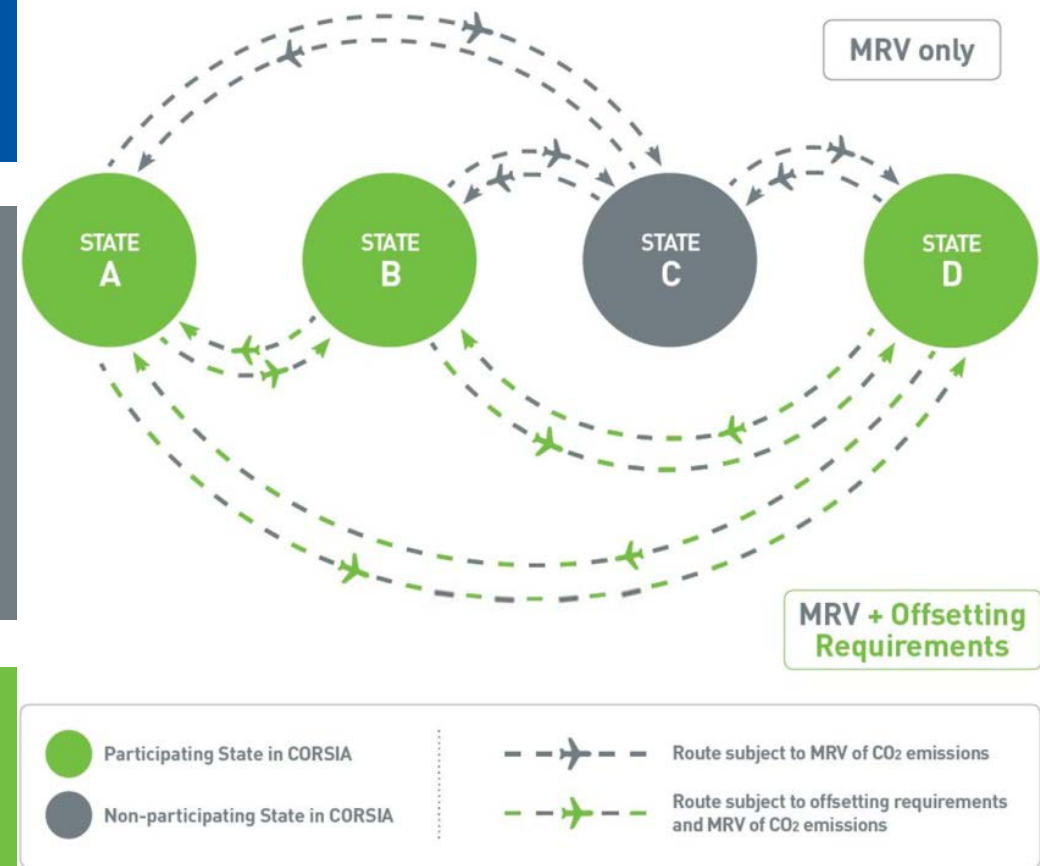 MRV only
STATE
A
STATE
B
STATE
C
STATE
D
MRV + Offsetting
Requirements
Participating State in CORSIA
Non-participating State in CORSIA
Route subject to MRV of CO2 emissions
Route subject to offsetting requirements
and MRV of CO2 emissions